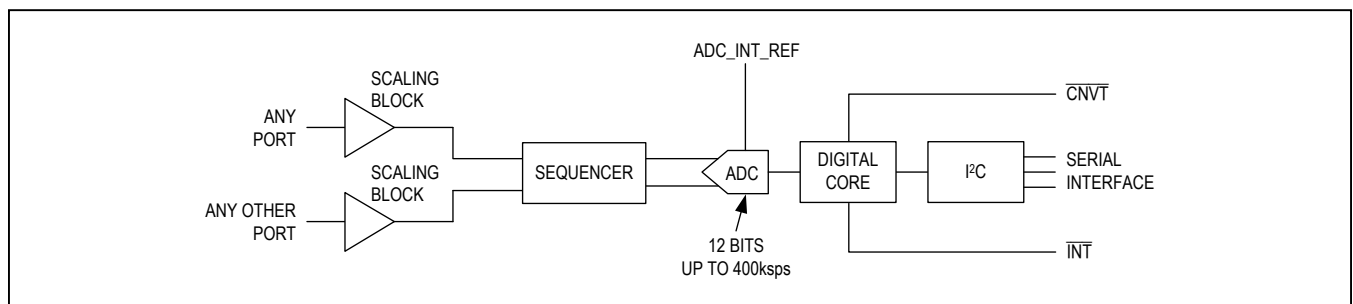 ADC_INT_REF
SCALING
BLOCK
ANY
PORT
SCALING
BLOCK
ANY OTHER
PORT
SEQUENCER
ADC
12 BITS
UP TO 400ksps
DIGITAL
CORE
I²C
CNVT
SERIAL
INTERFACE
INT